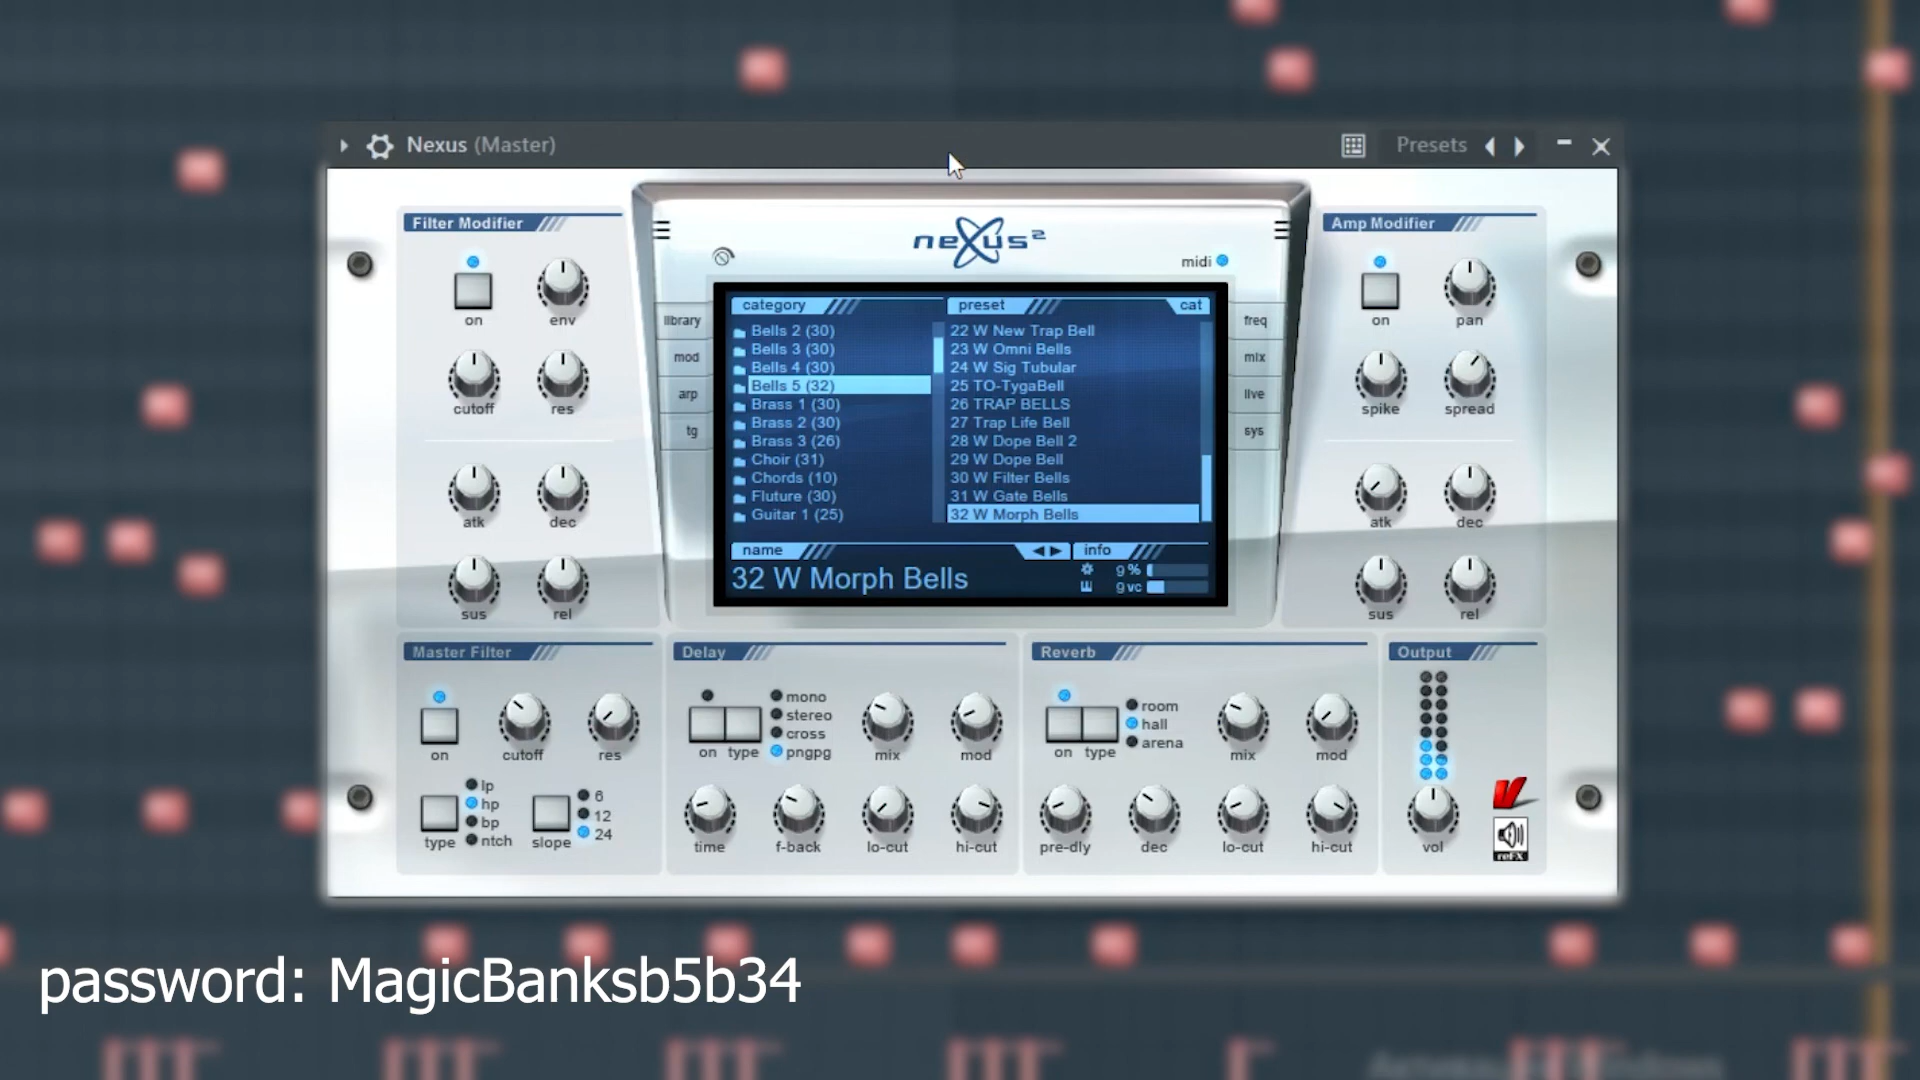 Nexus (Master)
Presets
Filter Modifier
on
env
cutoff
res
atk
dec
sus
rel
nexus²
midi
library
mod
arp
tg
category
Bells 2 (30)
Bells 3 (30)
Bells 4 (30)
Bells 5 (32)
Brass 1 (30)
Brass 2 (30)
Brass 3 (26)
Choir (31)
Chords (10)
Fluture (30)
Guitar 1 (25)
preset
cat
22 W New Trap Bell
23 W Omni Bells
24 W Sig Tubular
25 TO-TygaBell
26 TRAP BELLS
27 Trap Life Bell
28 W Dope Bell 2
29 W Dope Bell
30 W Filter Bells
31 W Gate Bells
32 W Morph Bells
name
32 W Morph Bells
info
9 %
9 vc
freq
mix
live
sys
Amp Modifier
on
pan
spike
spread
atk
dec
sus
rel
Master Filter
on
cutoff
res
type
lp
hp
bp
ntch
slope
6
12
24
Delay
on
type
mono
stereo
cross
pngpg
mix
mod
time
f-back
lo-cut
hi-cut
Reverb
on
type
room
hall
arena
mix
mod
pre-dly
dec
lo-cut
hi-cut
Output
vol
reFX
password: MagicBanksb5b34